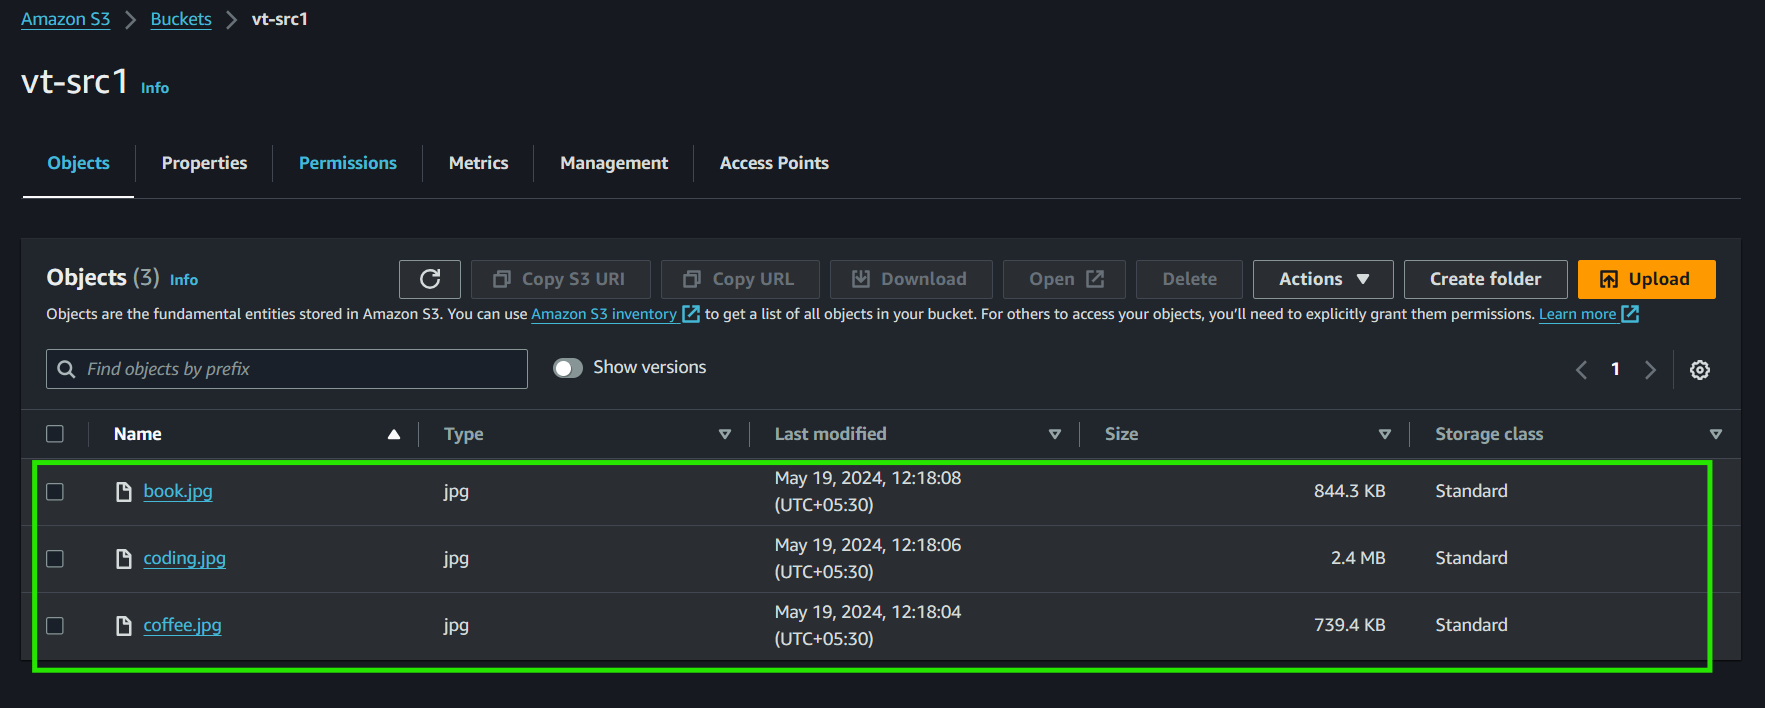 Amazon S3 > Buckets > vt-src1
vt-src1 Info
Objects Properties Permissions Metrics Management Access Points
Objects (3) Info Copy S3 URI Copy URL Download Open Delete Actions Create folder Upload
Objects are the fundamental entities stored in Amazon S3. You can use Amazon S3 inventory to get a list of all objects in your bucket. For others to access your objects, you'll need to explicitly grant them permissions. Learn more
Find objects by prefix Show versions 1
Name Type Last modified Size Storage class
book.jpg jpg May 19, 2024, 12:18:08 (UTC+05:30) 844.3 KB Standard
coding.jpg jpg May 19, 2024, 12:18:06 (UTC+05:30) 2.4 MB Standard
coffee.jpg jpg May 19, 2024, 12:18:04 (UTC+05:30) 739.4 KB Standard